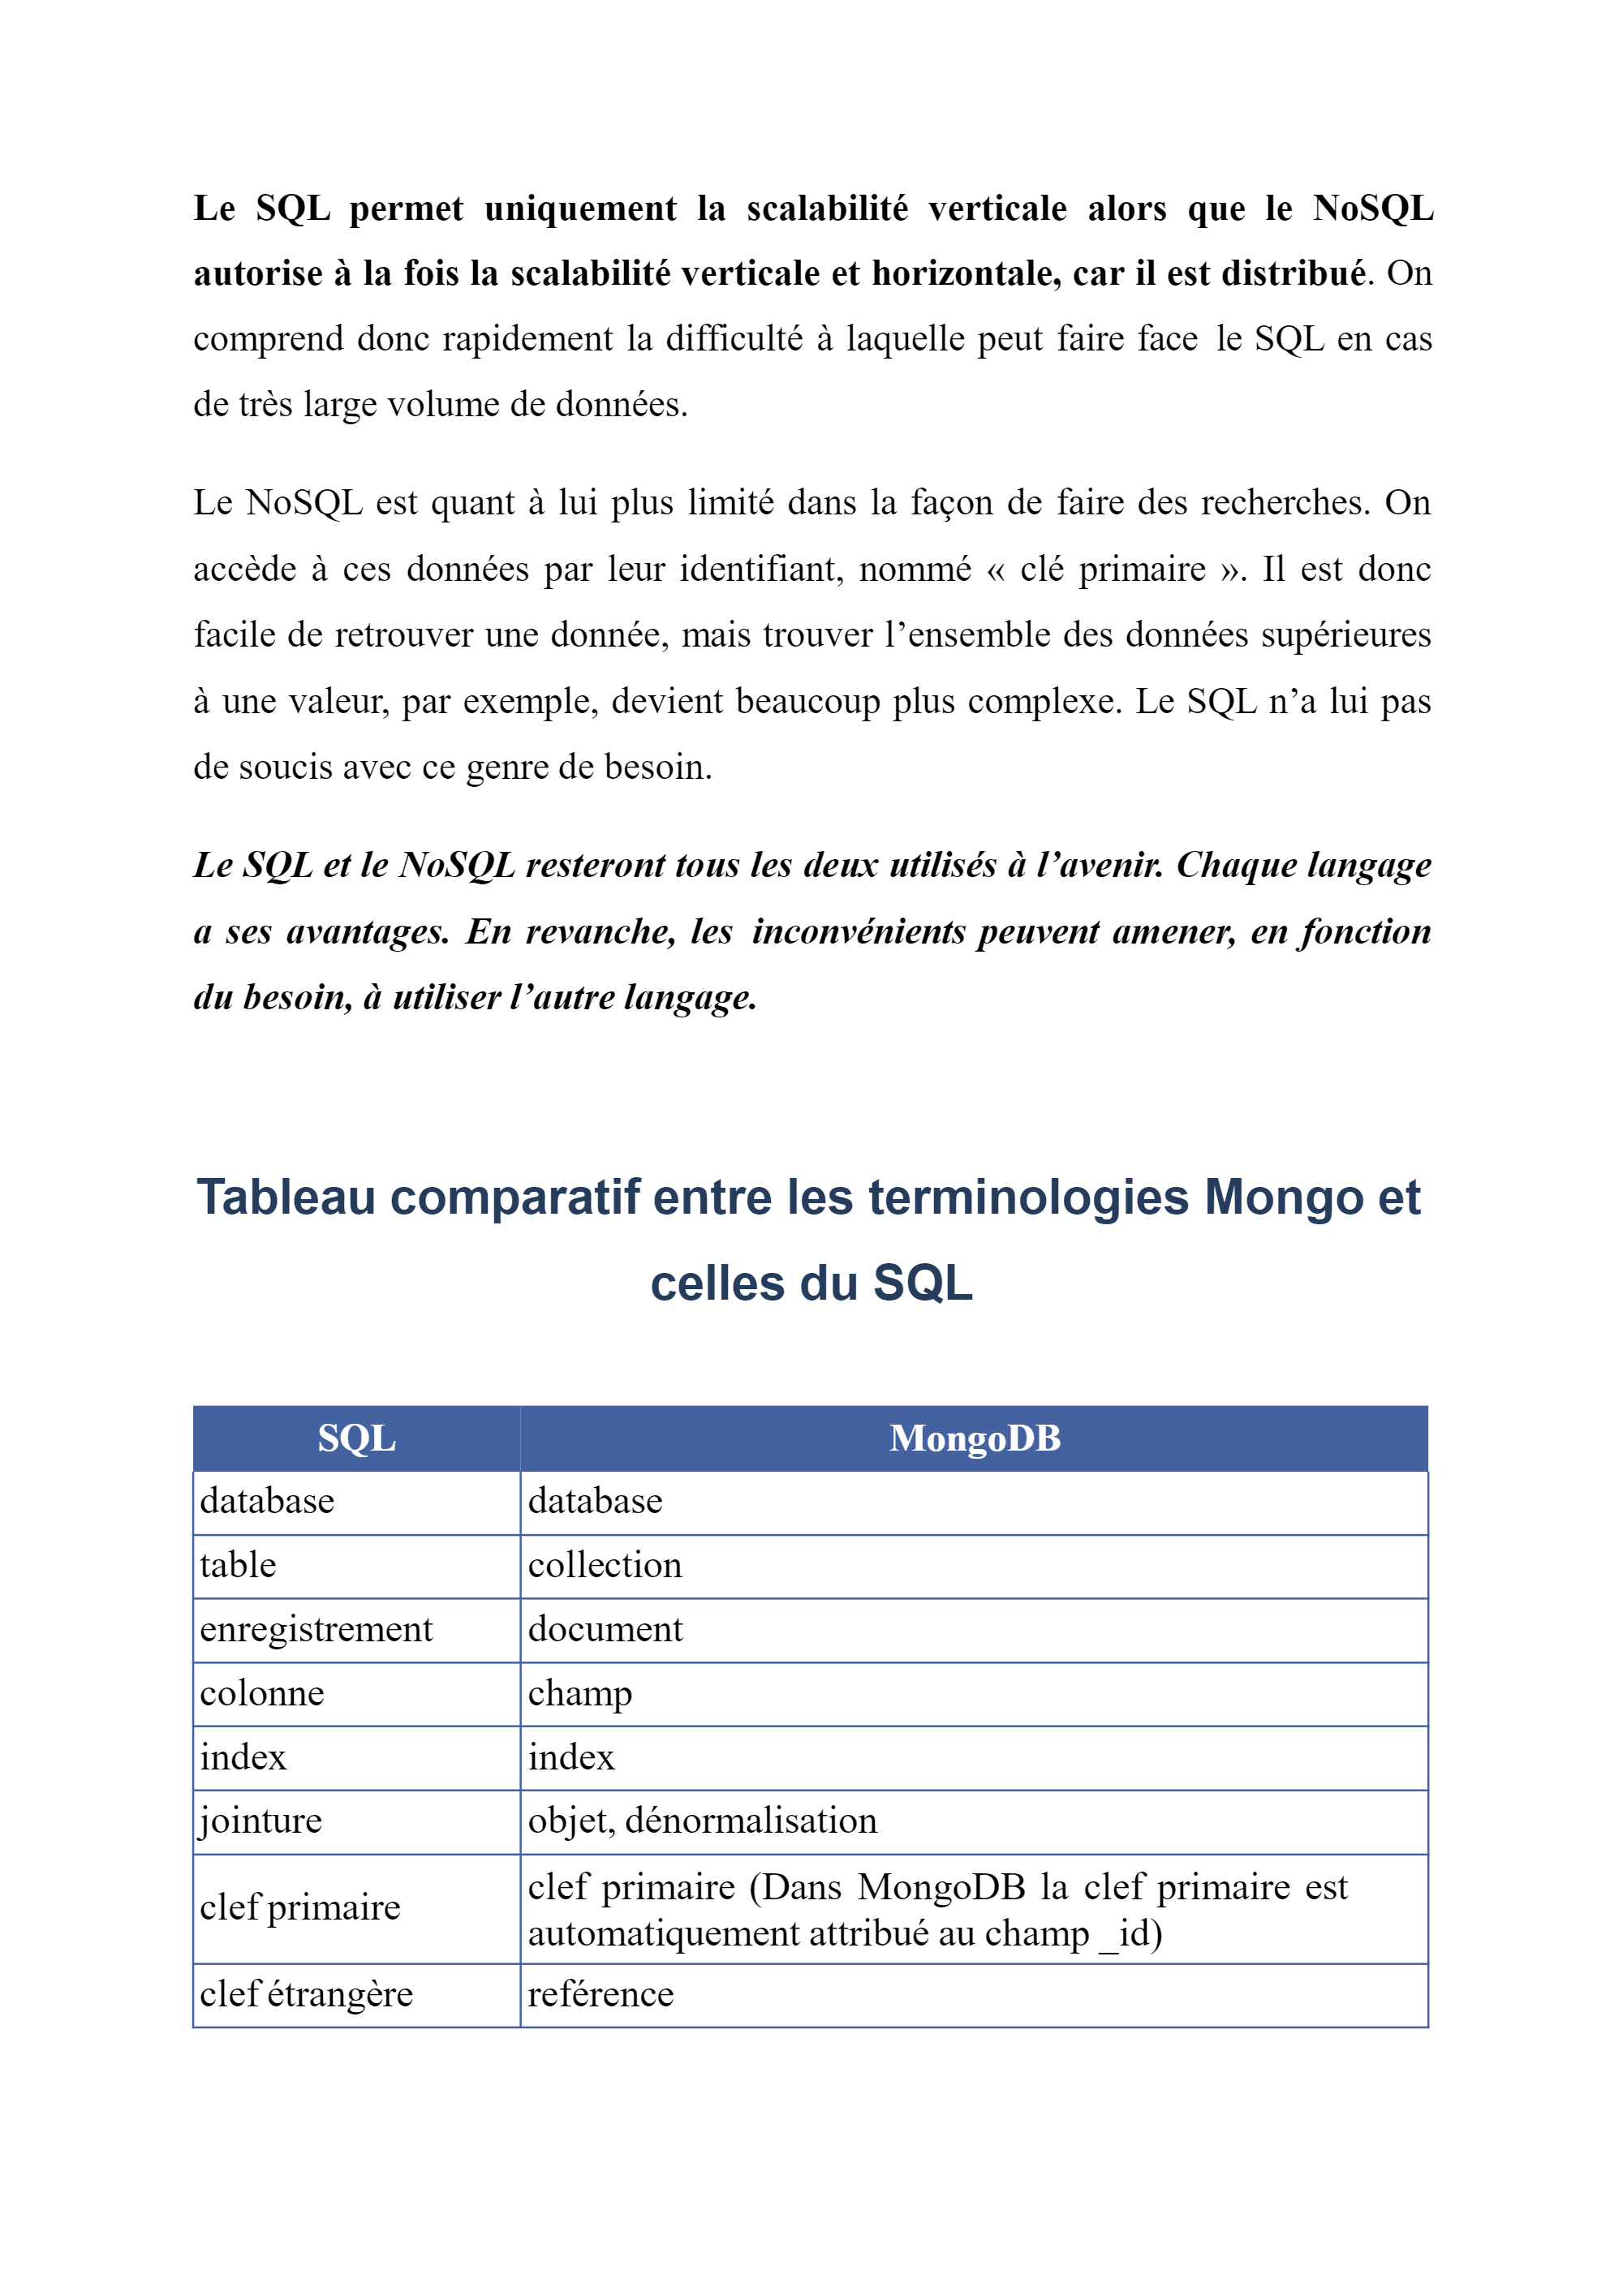 Le SQL permet uniquement la scalabilité verticale alors que le NoSQL
autorise à la fois la scalabilité verticale et horizontale, car il est distribué. On
comprend donc rapidement la difficulté à laquelle peut faire face le SQL en cas
de très large volume de données.
Le NoSQL est quant à lui plus limité dans la façon de faire des recherches. On
accède à ces données par leur identifiant, nommé « clé primaire ». Il est donc
facile de retrouver une donnée, mais trouver l’ensemble des données supérieures
à une valeur, par exemple, devient beaucoup plus complexe. Le SQL n’a lui pas
de soucis avec ce genre de besoin.
Le SQL et le NoSQL resteront tous les deux utilisés à l’avenir. Chaque langage
a ses avantages. En revanche, les inconvénients peuvent amener, en fonction
du besoin, à utiliser l’autre langage.
Tableau comparatif entre les terminologies Mongo et
celles du SQL
SQL MongoDB
database database
table collection
enregistrement document
colonne champ
index index
jointure objet, dénormalisation
clef primaire clef primaire (Dans MongoDB la clef primaire est
automatiquement attribué au champ _id)
clef étrangère reférence